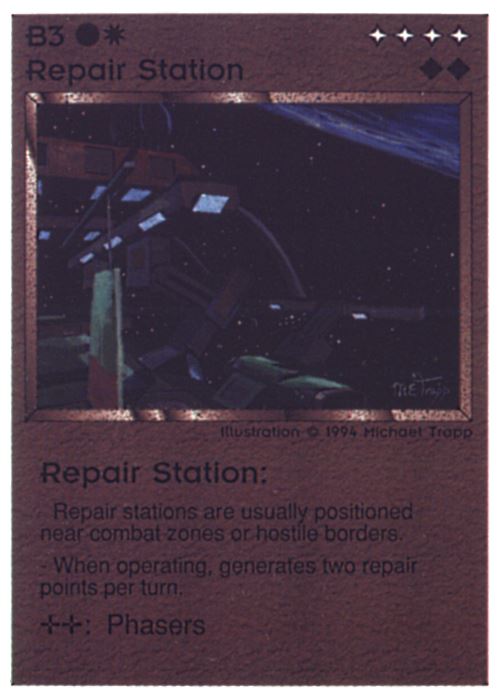 B3
Repair Station
M.E. Trapp
Illustration © 1994 Michael Trapp
Repair Station:
Repair stations are usually positioned
near combat zones or hostile borders.
- When operating, generates two repair
points per turn.
: Phasers